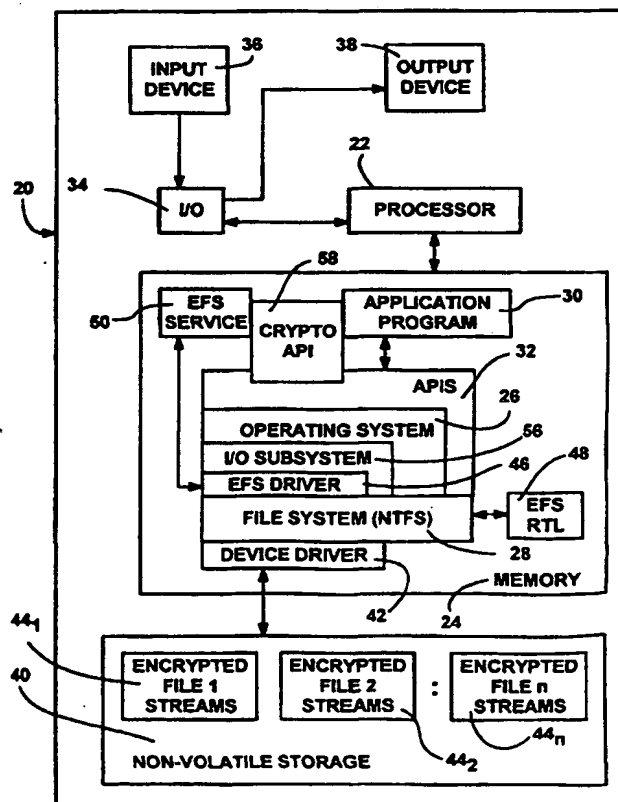 36
38
INPUT
DEVICE
OUTPUT
DEVICE
22
34
20
I/O
PROCESSOR
58
50
EFS
SERVICE
CRYPTO
API
APPLICATION
PROGRAM
30
APIS
32
26
OPERATING SYSTEM
56
I/O SUBSYSTEM
46
48
EFS DRIVER
EFS
RTL
FILE SYSTEM (NTFS)
28
DEVICE DRIVER
42
24
MEMORY
44₁
40
ENCRYPTED
FILE 1
STREAMS
ENCRYPTED
FILE 2
STREAMS
:
ENCRYPTED
FILE n
STREAMS
44₂
44ₙ
NON-VOLATILE STORAGE